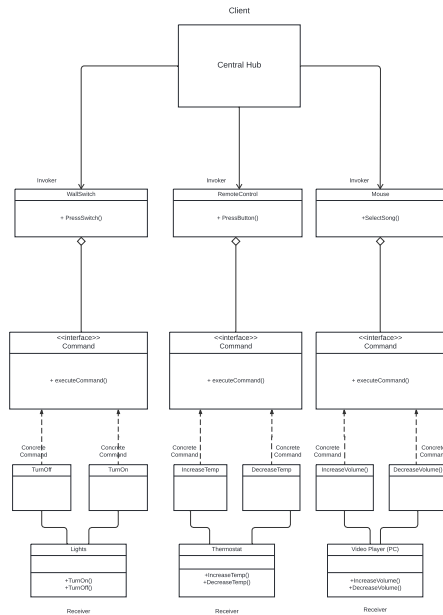 Client
Central Hub
Invoker
Invoker
Invoker
WallSwitch
RemoteControl
Mouse
+ PressSwitch()
+ PressButton()
+SelectSong()
<<interface>>
Command
<<interface>>
Command
<<interface>>
Command
+ executeCommand()
+ executeCommand()
+ executeCommand()
Concrete
Command
Concrete
Command
Concrete
Command
Concrete
Command
Concrete
Command
Concrete
Command
TurnOff
TurnOn
IncreaseTemp
DecreaseTemp
IncreaseVolume()
DecreaseVolume()
Lights
Thermostat
Video Player (PC)
+TurnOn()
+TurnOff()
+IncreaseTemp()
+DecreaseTemp()
+IncreaseVolume()
+DecreaseVolume()
Receiver
Receiver
Receiver